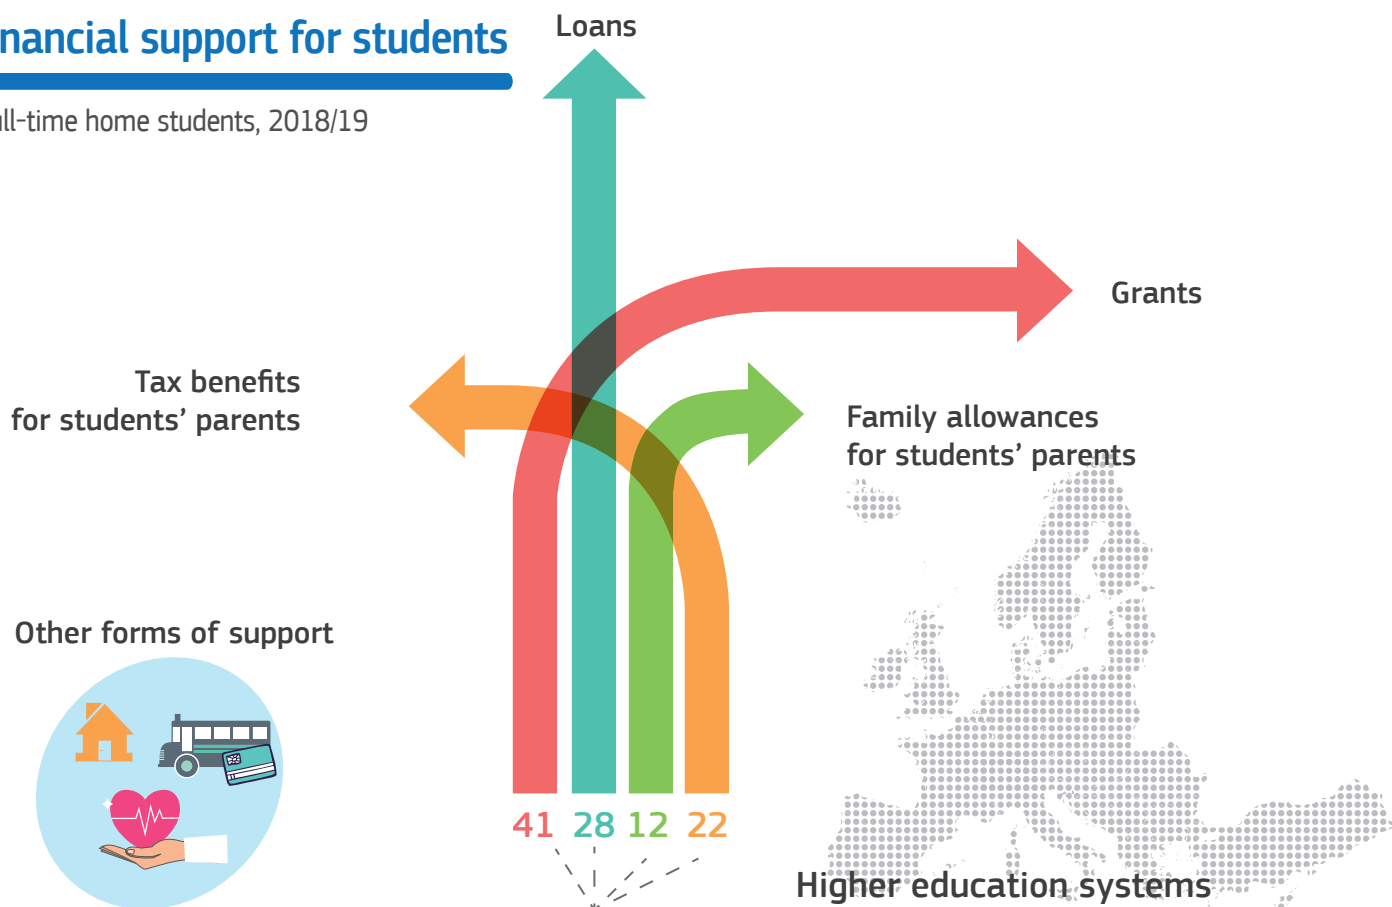 nancial support for students
ll-time home students, 2018/19
Loans
Grants
Tax benefits
for students' parents
Family allowances
for students' parents
Other forms of support
41 28 12 22
Higher education systems